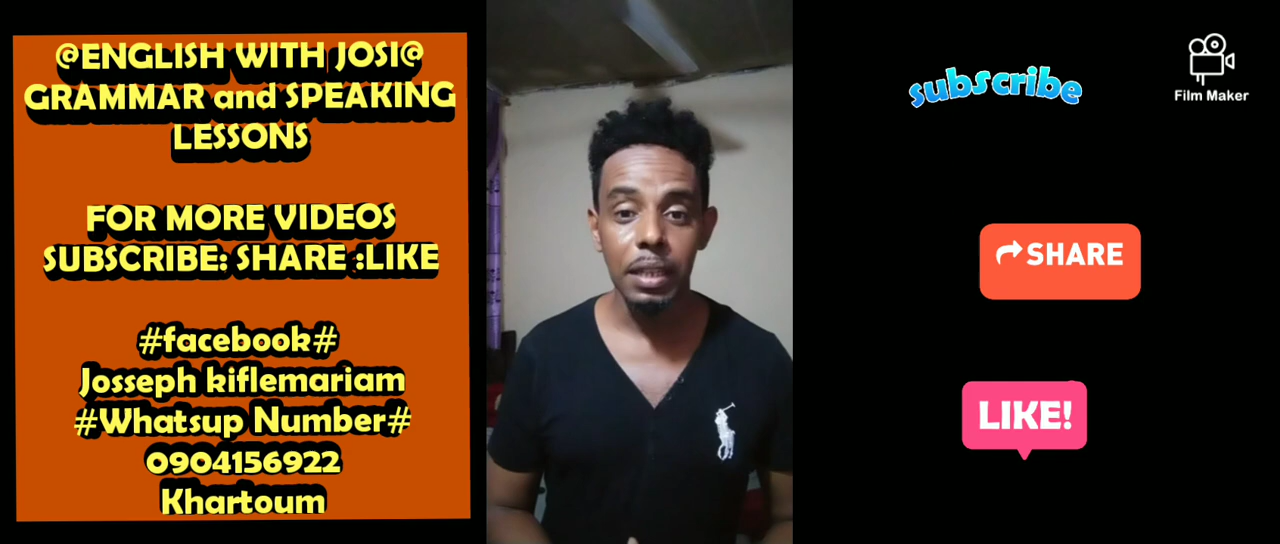 @ENGLISH WITH JOSI@
GRAMMAR and SPEAKING
LESSONS
FOR MORE VIDEOS
SUBSCRIBE: SHARE :LIKE
#facebook#
Josseph kiflemariam
#Whatsup Number#
0904156922
Khartoum
subscribe
Film Maker
SHARE
LIKE!